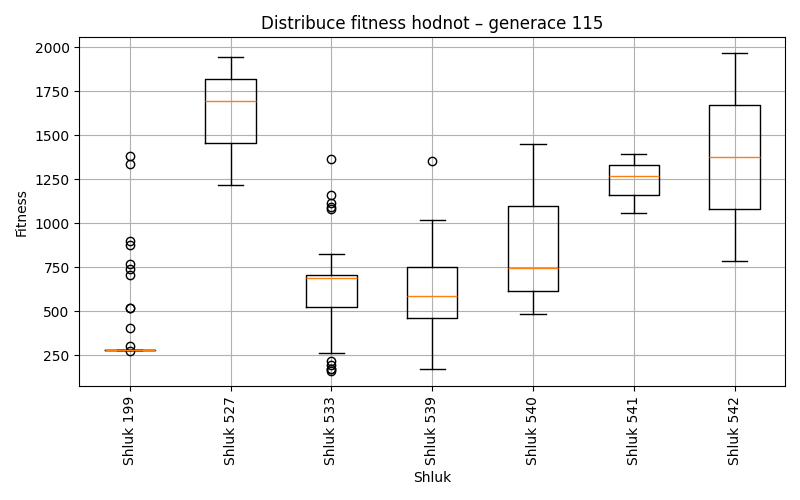 Distribuce fitness hodnot – generace 115
2000
1750
1500
1250
1000
750
500
250
Fitness
Shluk 199
Shluk 527
Shluk 533
Shluk 539
Shluk 540
Shluk 541
Shluk 542
Shluk